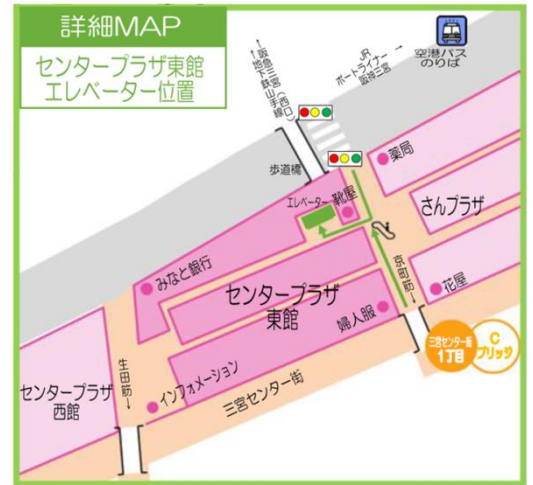 詳細MAP
センタープラザ東館
エレベーター位置
↑阪急三宮(西口)
↑地下鉄山手線
JR
ポートライナー →
阪神三宮
空港バス
のりば
歩道橋
薬局
エレベーター
靴屋
さんプラザ
みなと銀行
京町筋→
花屋
センタープラザ
東館
婦人服
三宮センター街
1丁目
C
ブリッジ
生田筋→
インフォメーション
センタープラザ
西館
三宮センター街